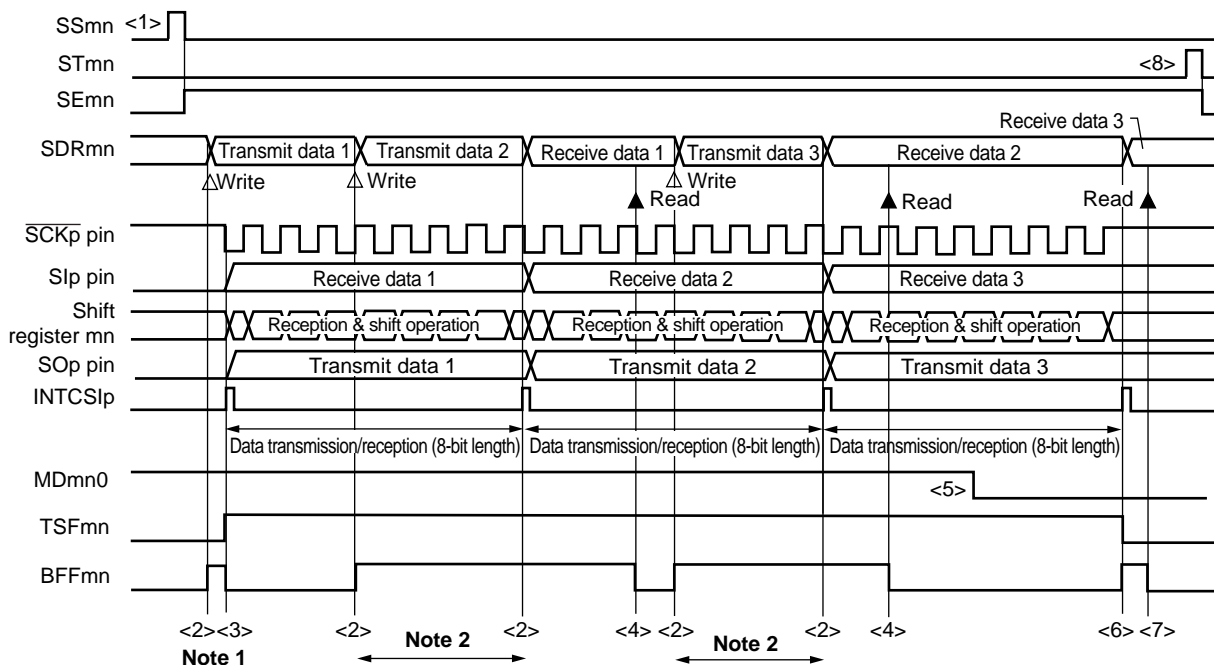 SSmn <1>
STmn <8>
SEmn
Receive data 3
SDRmn Transmit data 1 Transmit data 2 Receive data 1 Transmit data 3 Receive data 2
Write Write Write
Read Read Read
SCKp pin
SIp pin Receive data 1 Receive data 2 Receive data 3
Shift
register mn Reception & shift operation Reception & shift operation Reception & shift operation
SOp pin Transmit data 1 Transmit data 2 Transmit data 3
INTCSIp
Data transmission/reception (8-bit length) Data transmission/reception (8-bit length) Data transmission/reception (8-bit length)
MDmn0 <5>
TSFmn
BFFmn
<2> <3> <2> <2> <4> <2> <2> <4> <6> <7>
Note 1 Note 2 Note 2